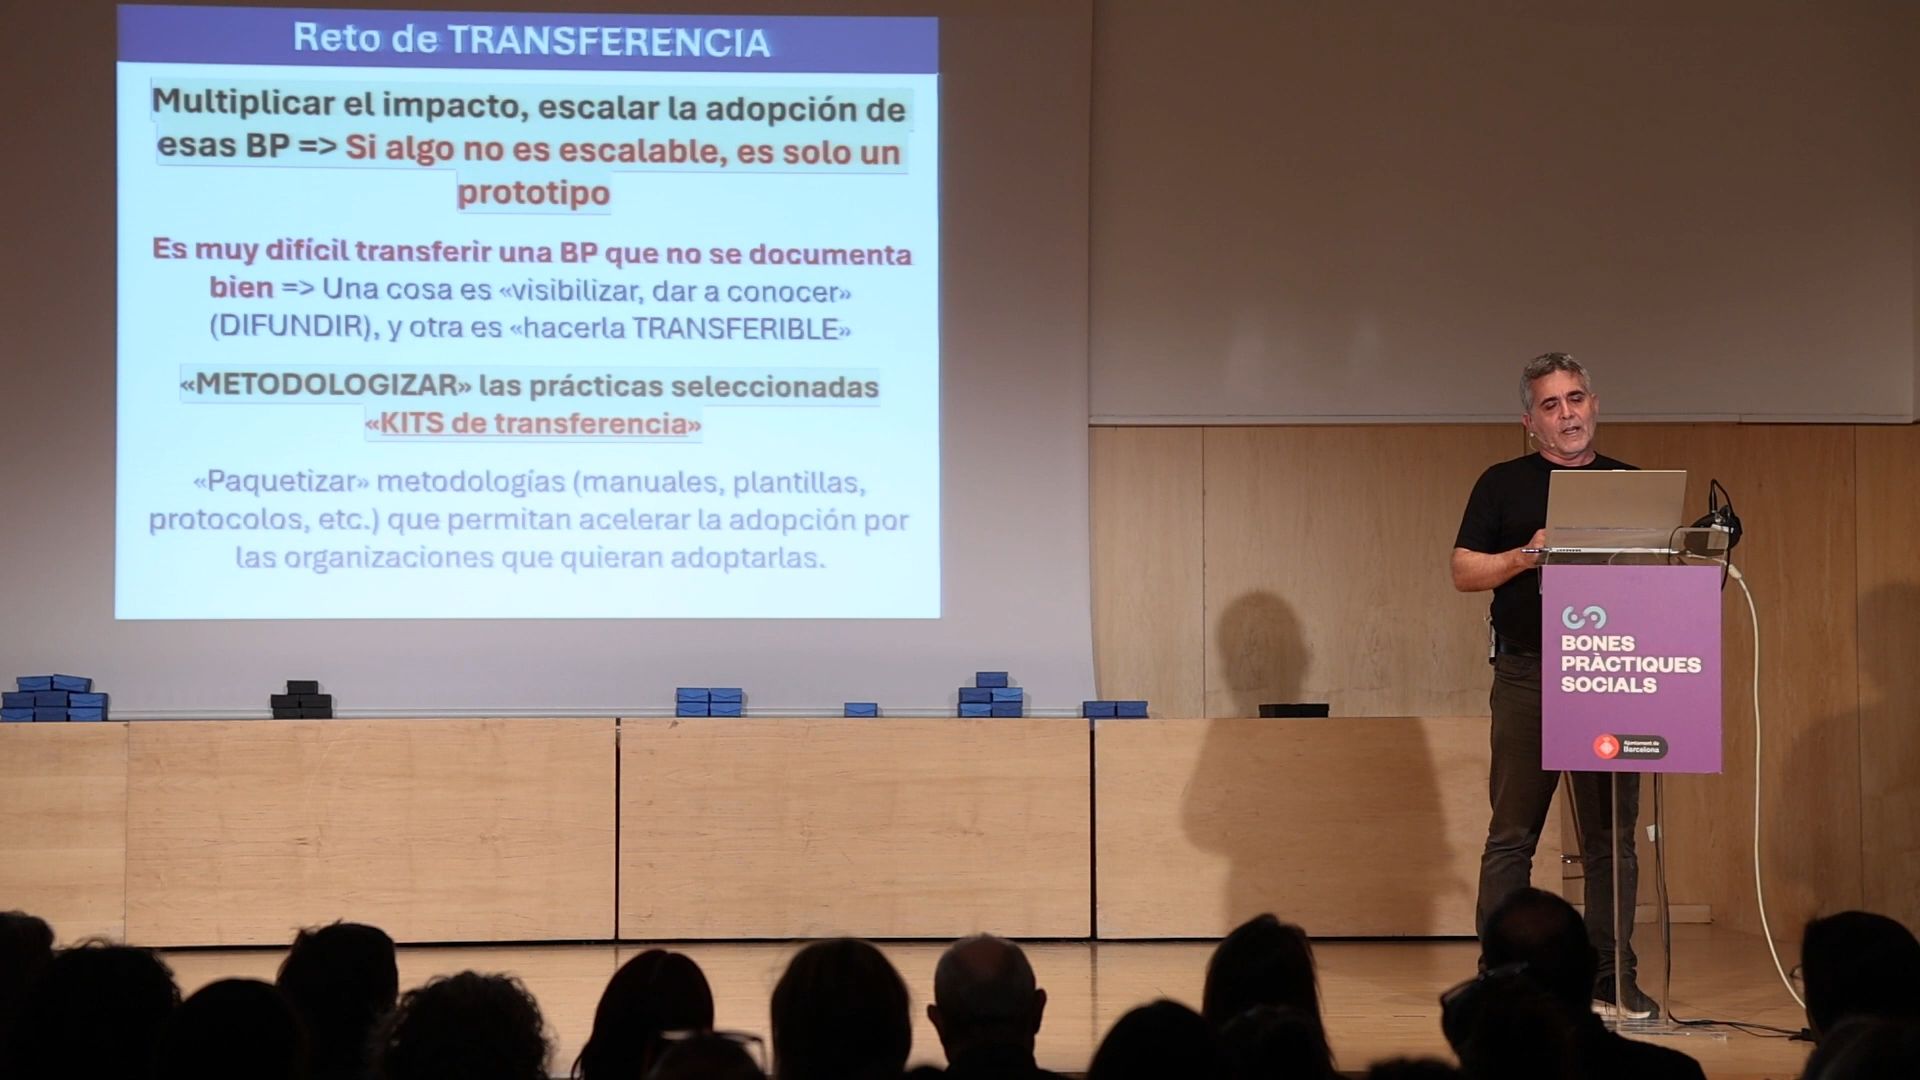 Reto de TRANSFERENCIA
Multiplicar el impacto, escalar la adopción de
esas BP => Si algo no es escalable, es solo un
prototipo
Es muy difícil transferir una BP que no se documenta
bien => Una cosa es «visibilizar, dar a conocer»
(DIFUNDIR), y otra es «hacerla TRANSFERIBLE»
«METODOLOGIZAR» las prácticas seleccionadas
«KITS de transferencia»
«Paquetizar» metodologías (manuales, plantillas,
protocolos, etc.) que permitan acelerar la adopción por
las organizaciones que quieran adoptarlas.
BONES
PRÀCTIQUES
SOCIALS
Ajuntament de
Barcelona